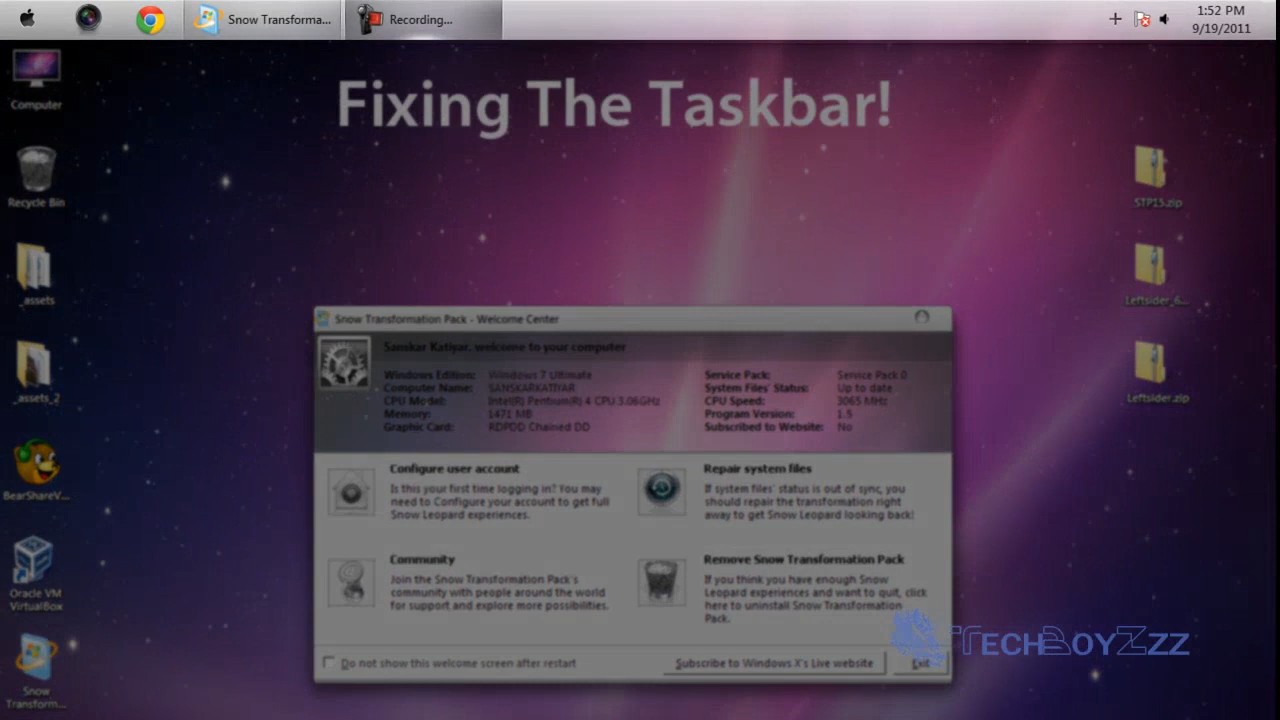 Snow Transforma...
Recording...
1:52 PM
9/19/2011
Fixing The Taskbar!
Computer
Recycle Bin
_assets
_assets_2
BearShareV...
Oracle VM
VirtualBox
Snow
Transform...
STP15.zip
Leftsider_6...
Leftsider.zip
Snow Transformation Pack - Welcome Center
Sanskar Katiyar, welcome to your computer
Windows Edition: Windows 7 Ultimate
Computer Name: SANSKARKATIYAR
CPU Model: Intel(R) Pentium(R) 4 CPU 3.06GHz
Memory: 1471 MB
Graphic Card: RDPDD Chained DD
Service Pack: Service Pack 0
System Files' Status: Up to date
CPU Speed: 3065 MHz
Program Version: 1.5
Subscribed to Website: No
Configure user account
Is this your first time logging in? You may
need to Configure your account to get full
Snow Leopard experiences.
Repair system files
If system files' status is out of sync, you
should repair the transformation right
away to get Snow Leopard looking back!
Community
Join the Snow Transformation Pack's
community with people around the world
for support and explore more possibilities.
Remove Snow Transformation Pack
If you think you have enough Snow
Leopard experiences and want to quit, click
here to uninstall Snow Transformation
Pack.
Do not show this welcome screen after restart
Subscribe to Windows X's Live website
Exit
TechBoyZzz